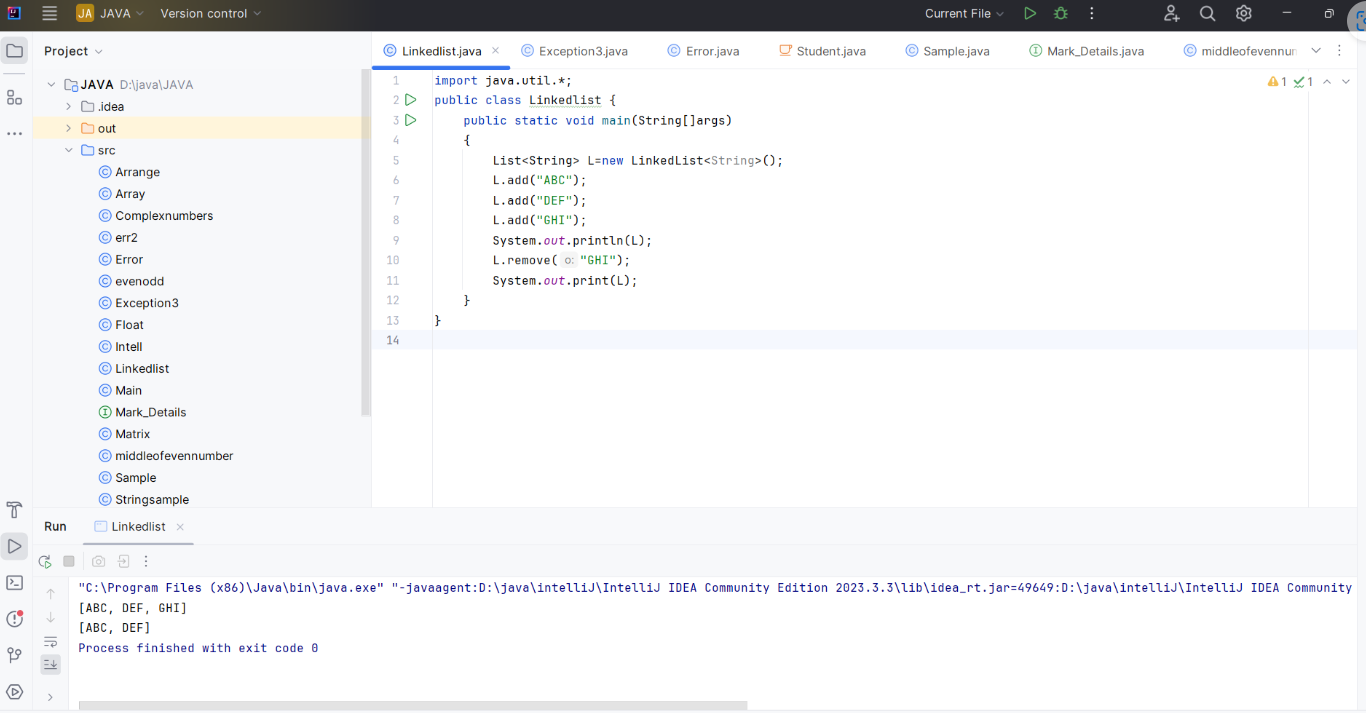 JA JAVA Version control Current File
Project
Linkedlist.java Exception3.java Error.java Student.java Sample.java Mark_Details.java middleofevennun
JAVA D:\java\JAVA
.idea
out
src
Arrange
Array
Complexnumbers
err2
Error
evenodd
Exception3
Float
Intell
Linkedlist
Main
Mark_Details
Matrix
middleofevennumber
Sample
Stringsample
1 import java.util.*;
2 public class Linkedlist {
3 public static void main(String[]args)
4 {
5 List<String> L=new LinkedList<String>();
6 L.add("ABC");
7 L.add("DEF");
8 L.add("GHI");
9 System.out.println(L);
10 L.remove( o: "GHI");
11 System.out.print(L);
12 }
13 }
14
1 1
Run Linkedlist
"C:\Program Files (x86)\Java\bin\java.exe" "-javaagent:D:\java\intelliJ\IntelliJ IDEA Community Edition 2023.3.3\lib\idea_rt.jar=49649:D:\java\intelliJ\IntelliJ IDEA Community
[ABC, DEF, GHI]
[ABC, DEF]
Process finished with exit code 0